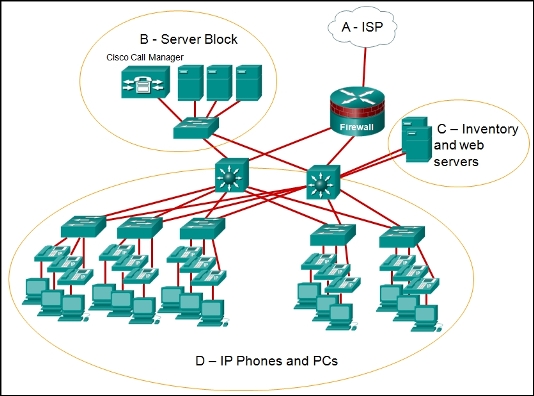 A - ISP
B - Server Block
Cisco Call Manager
Firewall
C – Inventory
and web
servers
D – IP Phones and PCs